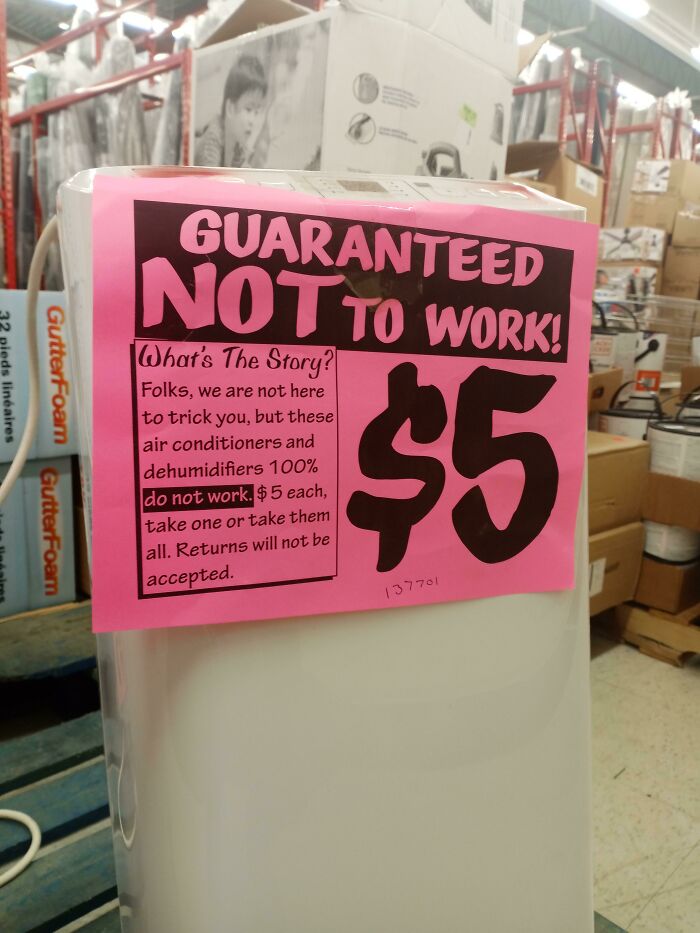 GUARANTEED
NOT TO WORK!
What's The Story?
Folks, we are not here
to trick you, but these
air conditioners and
dehumidifiers 100%
do not work. $5 each,
take one or take them
all. Returns will not be
accepted.
$5
137701
GutterFoam
32 pieds linéaires
GutterFoam